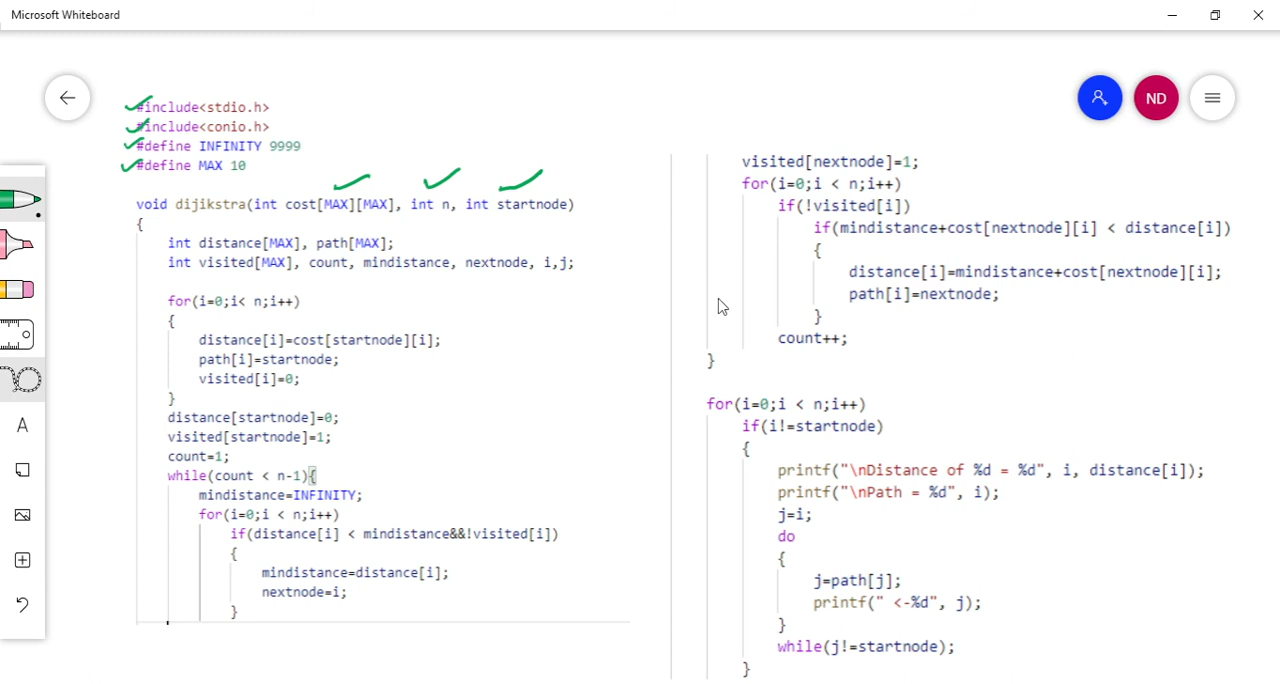 Microsoft Whiteboard
ND
#include<stdio.h>
#include<conio.h>
#define INFINITY 9999
#define MAX 10
void dijikstra(int cost[MAX][MAX], int n, int startnode)
{
int distance[MAX], path[MAX];
int visited[MAX], count, mindistance, nextnode, i,j;
for(i=0;i< n;i++)
{
distance[i]=cost[startnode][i];
path[i]=startnode;
visited[i]=0;
}
distance[startnode]=0;
visited[startnode]=1;
count=1;
while(count < n-1){
mindistance=INFINITY;
for(i=0;i < n;i++)
if(distance[i] < mindistance&&!visited[i])
{
mindistance=distance[i];
nextnode=i;
}
visited[nextnode]=1;
for(i=0;i < n;i++)
if(!visited[i])
if(mindistance+cost[nextnode][i] < distance[i])
{
distance[i]=mindistance+cost[nextnode][i];
path[i]=nextnode;
}
count++;
}
for(i=0;i < n;i++)
if(i!=startnode)
{
printf("\nDistance of %d = %d", i, distance[i]);
printf("\nPath = %d", i);
j=i;
do
{
j=path[j];
printf(" <-%d", j);
}
while(j!=startnode);
}